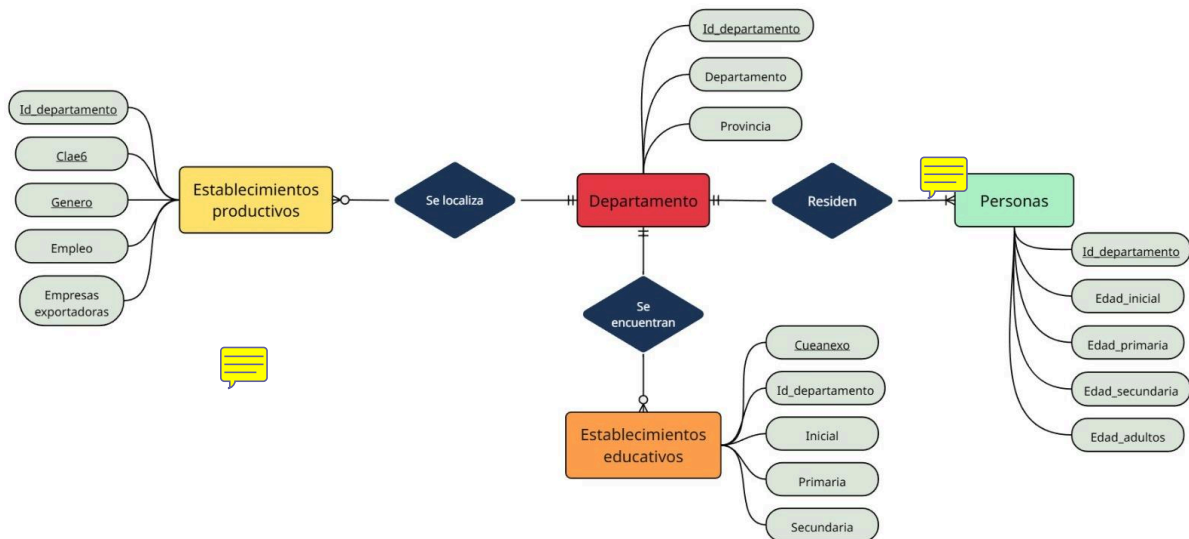 Id_departamento
Departamento
Provincia
Id_departamento
Clae6
Genero
Empleo
Empresas
exportadoras
Establecimientos
productivos
Se localiza
Departamento
Residen
Personas
Id_departamento
Edad_inicial
Edad_primaria
Edad_secundaria
Edad_adultos
Se
encuentran
Establecimientos
educativos
Cueanexo
Id_departamento
Inicial
Primaria
Secundaria